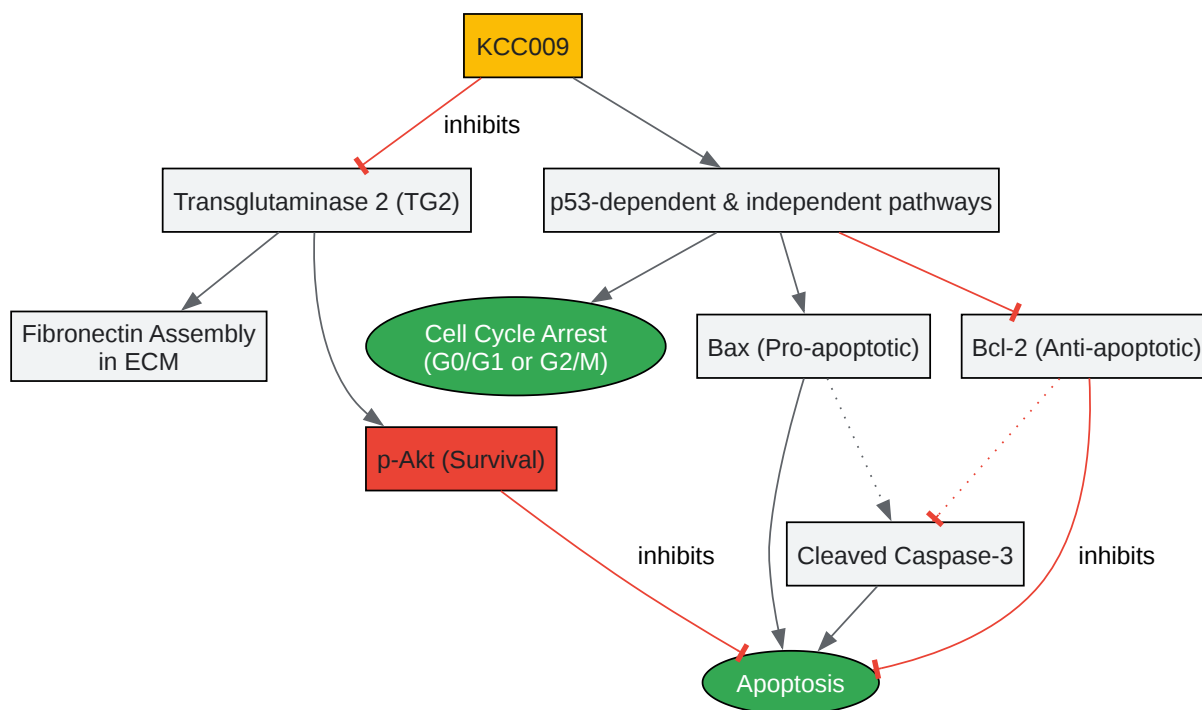 KCC009
inhibits
Transglutaminase 2 (TG2)
p53-dependent & independent pathways
Fibronectin Assembly
in ECM
Cell Cycle Arrest
(G0/G1 or G2/M)
Bax (Pro-apoptotic)
Bcl-2 (Anti-apoptotic)
p-Akt (Survival)
inhibits
Cleaved Caspase-3
inhibits
Apoptosis